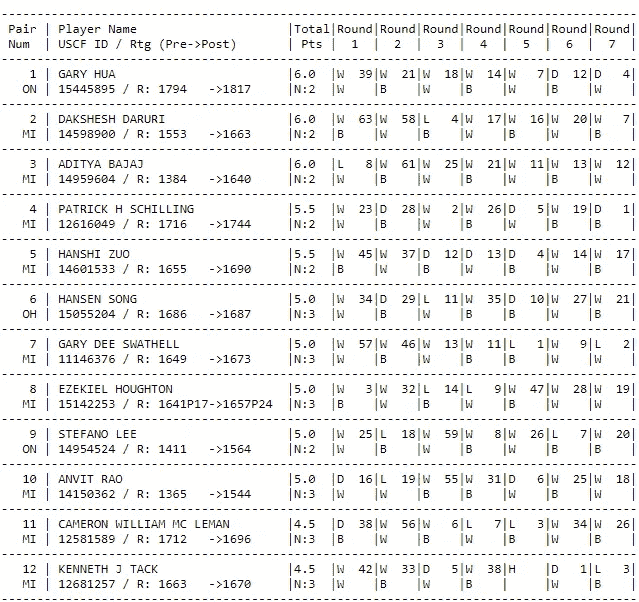 -----------------------------------------------------------------------------------------
 Pair | Player Name                     |Total|Round|Round|Round|Round|Round|Round|Round|
 Num  | USCF ID / Rtg (Pre->Post)       | Pts |  1  |  2  |  3  |  4  |  5  |  6  |  7  |
-----------------------------------------------------------------------------------------
    1 | GARY HUA                        |6.0  |W  39|W  21|W  18|W  14|W   7|D  12|D   4|
   ON | 15445895 / R: 1794   ->1817     |N:2  |W    |B    |W    |B    |W    |B    |W    |
-----------------------------------------------------------------------------------------
    2 | DAKSHESH DARURI                 |6.0  |W  63|W  58|L   4|W  17|W  16|W  20|W   7|
   MI | 14598900 / R: 1553   ->1663     |N:2  |B    |W    |B    |W    |B    |W    |B    |
-----------------------------------------------------------------------------------------
    3 | ADITYA BAJAJ                    |6.0  |L   8|W  61|W  25|W  21|W  11|W  13|W  12|
   MI | 14959604 / R: 1384   ->1640     |N:2  |W    |B    |W    |B    |W    |B    |W    |
-----------------------------------------------------------------------------------------
    4 | PATRICK H SCHILLING             |5.5  |W  23|D  28|W   2|W  26|D   5|W  19|D   1|
   MI | 12616049 / R: 1716   ->1744     |N:2  |W    |B    |W    |B    |W    |B    |B    |
-----------------------------------------------------------------------------------------
    5 | HANSHI ZUO                      |5.5  |W  45|W  37|D  12|D  13|D   4|W  14|W  17|
   MI | 14601533 / R: 1655   ->1690     |N:2  |B    |W    |B    |W    |B    |W    |B    |
-----------------------------------------------------------------------------------------
    6 | HANSEN SONG                     |5.0  |W  34|D  29|L  11|W  35|D  10|W  27|W  21|
   OH | 15055204 / R: 1686   ->1687     |N:3  |W    |B    |W    |B    |B    |W    |B    |
-----------------------------------------------------------------------------------------
    7 | GARY DEE SWATHELL               |5.0  |W  57|W  46|W  13|W  11|L   1|W   9|L   2|
   MI | 11146376 / R: 1649   ->1673     |N:3  |W    |B    |W    |B    |B    |W    |W    |
-----------------------------------------------------------------------------------------
    8 | EZEKIEL HOUGHTON                |5.0  |W   3|W  32|L  14|L   9|W  47|W  28|W  19|
   MI | 15142253 / R: 1641P17->1657P24  |N:3  |B    |W    |B    |W    |B    |W    |W    |
-----------------------------------------------------------------------------------------
    9 | STEFANO LEE                     |5.0  |W  25|L  18|W  59|W   8|W  26|L   7|W  20|
   ON | 14954524 / R: 1411   ->1564     |N:2  |W    |B    |W    |B    |W    |B    |B    |
-----------------------------------------------------------------------------------------
   10 | ANVIT RAO                       |5.0  |D  16|L  19|W  55|W  31|D   6|W  25|W  18|
   MI | 14150362 / R: 1365   ->1544     |N:3  |W    |W    |B    |B    |W    |B    |W    |
-----------------------------------------------------------------------------------------
   11 | CAMERON WILLIAM MC LEMAN        |4.5  |D  38|W  56|W   6|L   7|L   3|W  34|W  26|
   MI | 12581589 / R: 1712   ->1696     |N:3  |B    |W    |B    |W    |B    |W    |B    |
-----------------------------------------------------------------------------------------
   12 | KENNETH J TACK                  |4.5  |W  42|W  33|D   5|W  38|H    |D   1|L   3|
   MI | 12681257 / R: 1663   ->1670     |N:3  |W    |B    |W    |B    |     |W    |B    |
-----------------------------------------------------------------------------------------